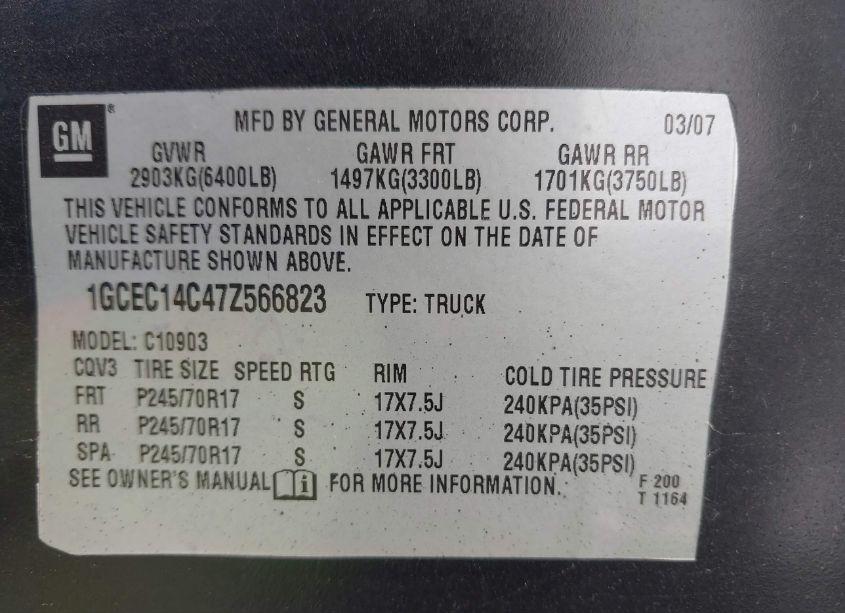 GM ®
MFD BY GENERAL MOTORS CORP. 03/07
GVWR GAWR FRT GAWR RR
2903KG(6400LB) 1497KG(3300LB) 1701KG(3750LB)
THIS VEHICLE CONFORMS TO ALL APPLICABLE U.S. FEDERAL MOTOR
VEHICLE SAFETY STANDARDS IN EFFECT ON THE DATE OF
MANUFACTURE SHOWN ABOVE.
1GCEC14C47Z566823 TYPE: TRUCK
MODEL: C10903
CQV3 TIRE SIZE SPEED RTG RIM COLD TIRE PRESSURE
FRT P245/70R17 S 17X7.5J 240KPA(35PSI)
RR P245/70R17 S 17X7.5J 240KPA(35PSI)
SPA P245/70R17 S 17X7.5J 240KPA(35PSI)
SEE OWNER'S MANUAL i FOR MORE INFORMATION.
F 200
T 1164